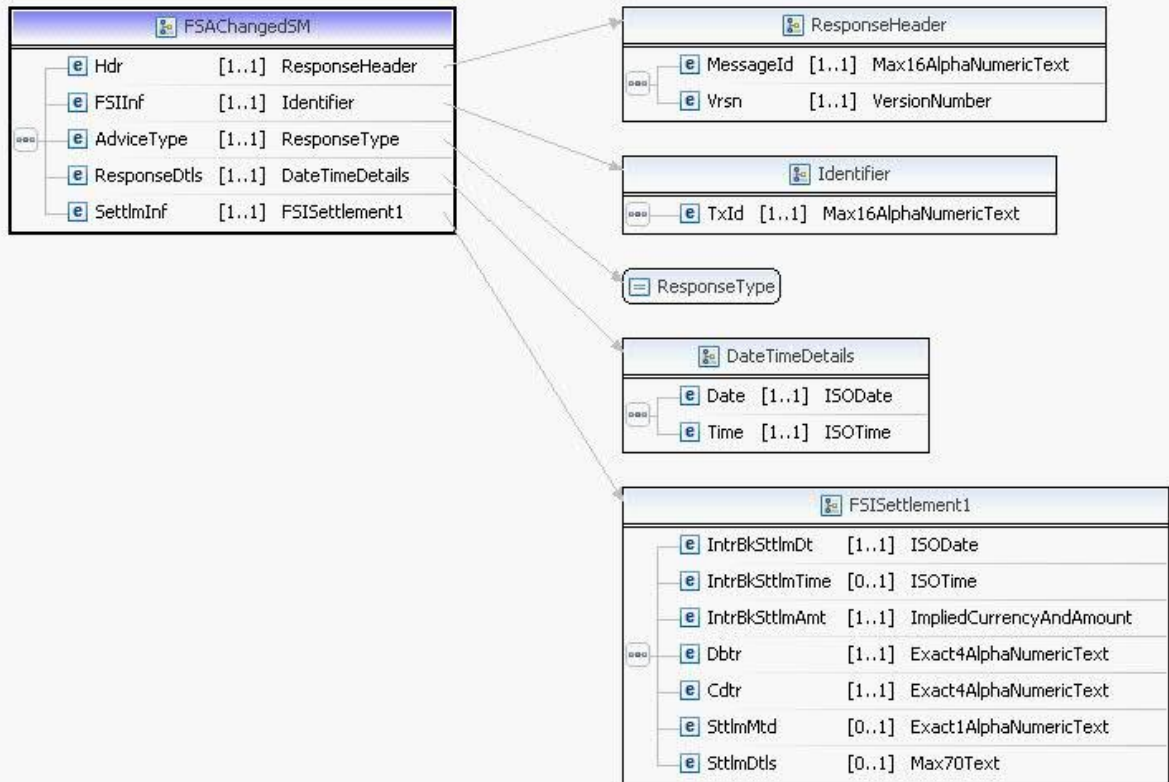 FSAChangedSM
e Hdr [1..1] ResponseHeader
e FSIInf [1..1] Identifier
e AdviceType [1..1] ResponseType
e ResponseDtls [1..1] DateTimeDetails
e SettlmInf [1..1] FSISettlement1
ResponseHeader
e MessageId [1..1] Max16AlphaNumericText
e Vrsn [1..1] VersionNumber
Identifier
e TxId [1..1] Max16AlphaNumericText
ResponseType
DateTimeDetails
e Date [1..1] ISODate
e Time [1..1] ISOTime
FSISettlement1
e IntrBkSttlmDt [1..1] ISODate
e IntrBkSttlmTime [0..1] ISOTime
e IntrBkSttlmAmt [1..1] ImpliedCurrencyAndAmount
e Dbtr [1..1] Exact4AlphaNumericText
e Cdtr [1..1] Exact4AlphaNumericText
e SttlmMtd [0..1] Exact1AlphaNumericText
e SttlmDtls [0..1] Max70Text